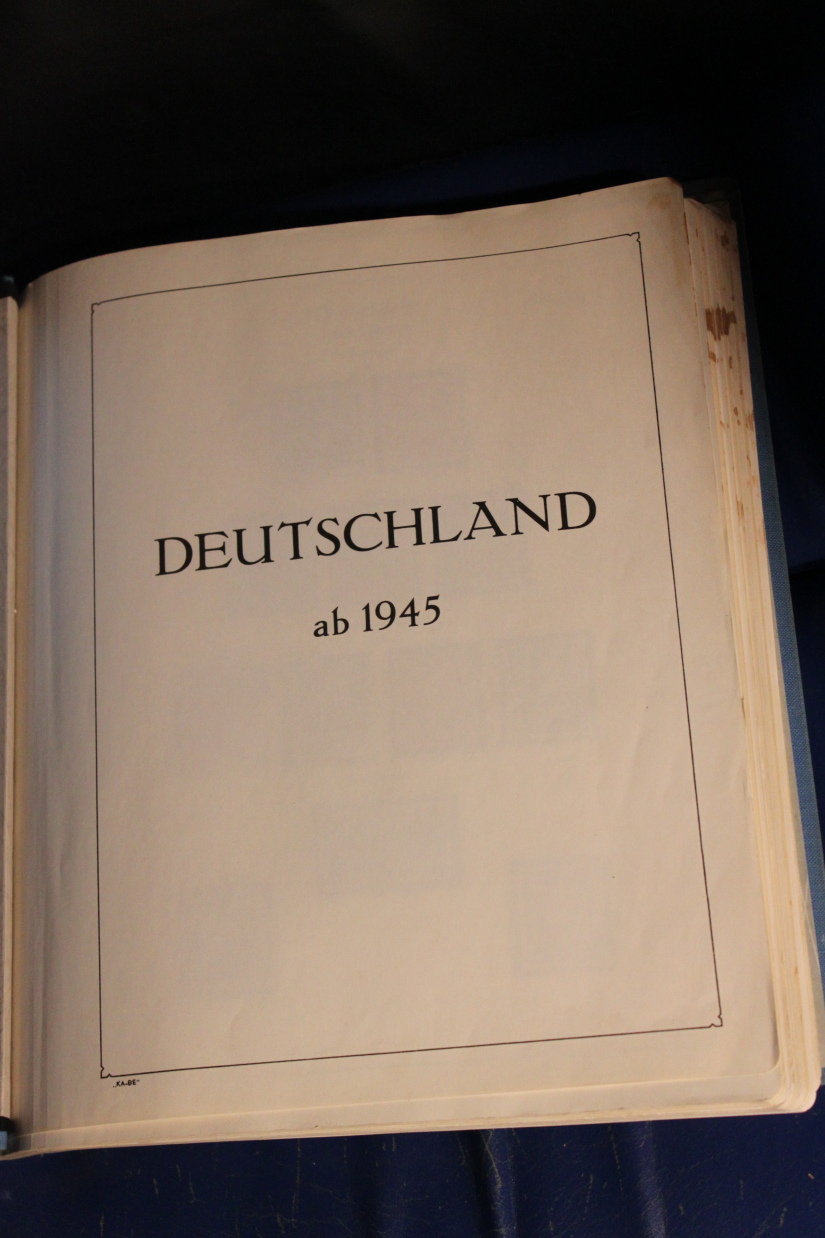 DEUTSCHLAND
ab 1945
„KA-BE“